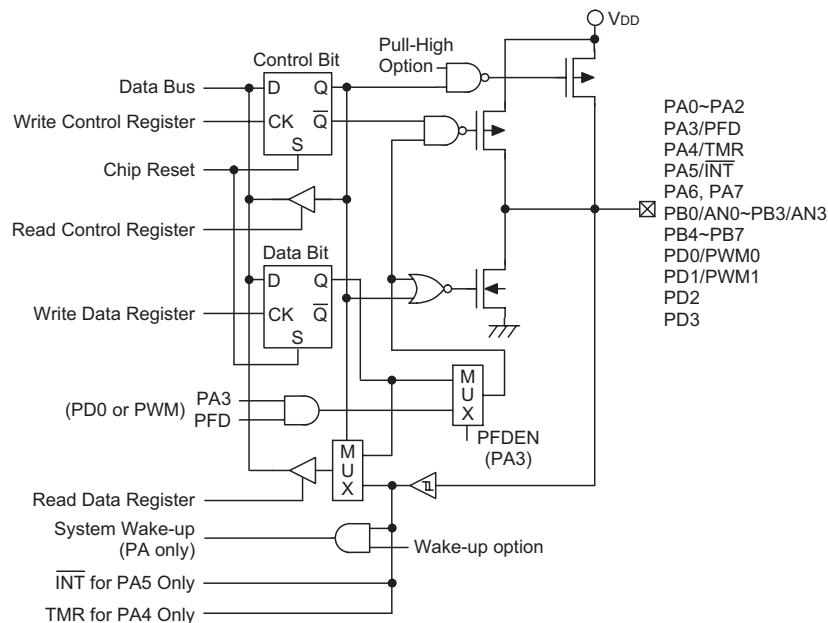 VDD
Control Bit
Pull-High
Option
Data Bus
D
Q
Write Control Register
CK
Q
S
Chip Reset
Read Control Register
Data Bit
D
Q
Write Data Register
CK
Q
S
(PD0 or PWM)
PA3
PFD
M
U
X
PFDEN
(PA3)
M
U
X
Read Data Register
System Wake-up
(PA only)
Wake-up option
INT for PA5 Only
TMR for PA4 Only
PA0~PA2
PA3/PFD
PA4/TMR
PA5/INT
PA6, PA7
PB0/AN0~PB3/AN3
PB4~PB7
PD0/PWM0
PD1/PWM1
PD2
PD3